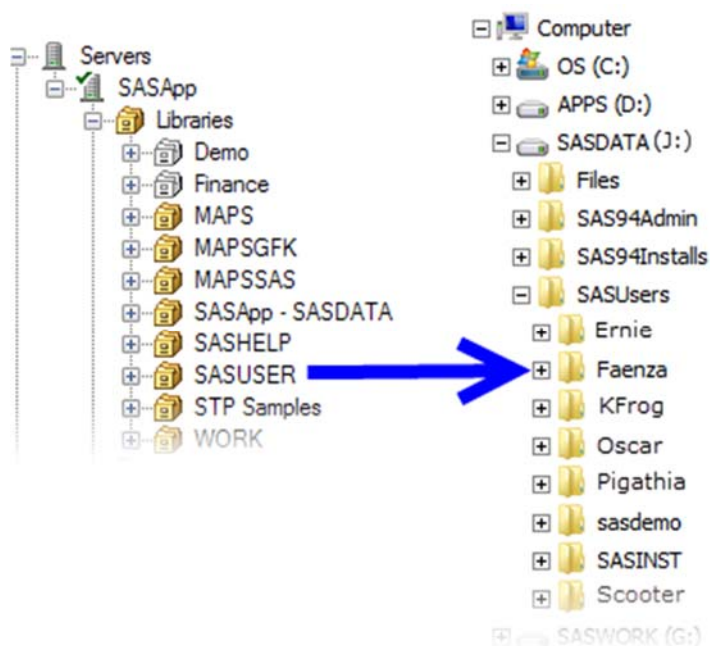 Servers
SASApp
Libraries
Demo
Finance
MAPS
MAPSGFK
MAPSSAS
SASApp - SASDATA
SASHELP
SASUSER
STP Samples
WORK
Computer
OS (C:)
APPS (D:)
SASDATA (J:)
Files
SAS94Admin
SAS94Installs
SASUsers
Ernie
Faenza
KFrog
Oscar
Pigathia
sasdemo
SASINST
Scooter
SASWORK (G:)